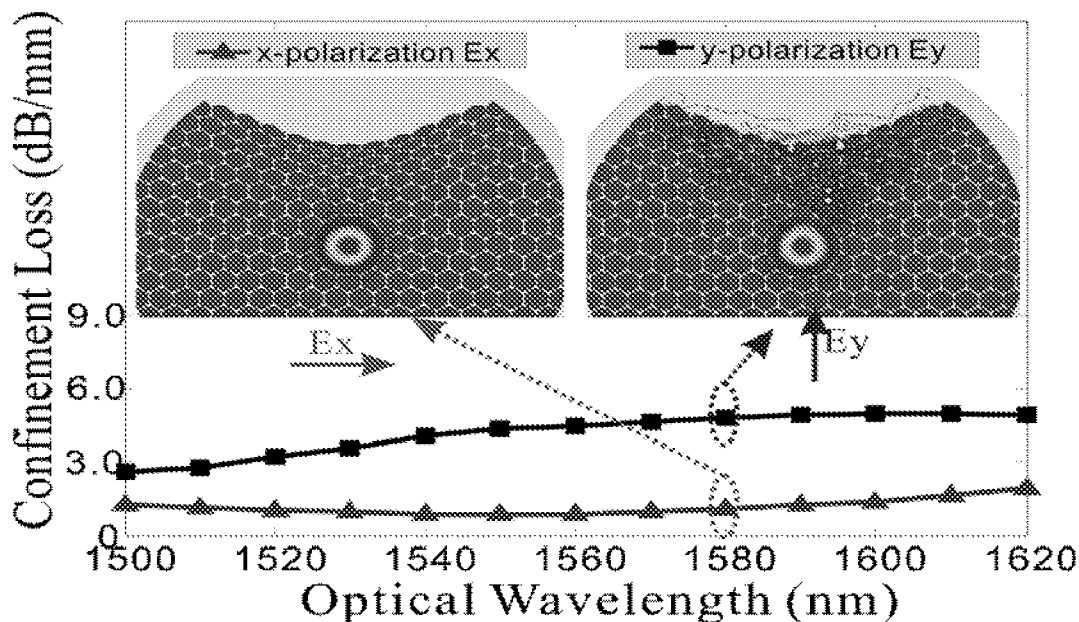 x-polarization Ex
y-polarization Ey
Confinement Loss (dB/mm)
9.0
6.0
3.0
0
Ex
Ey
1500 1520 1540 1560 1580 1600 1620
Optical Wavelength (nm)